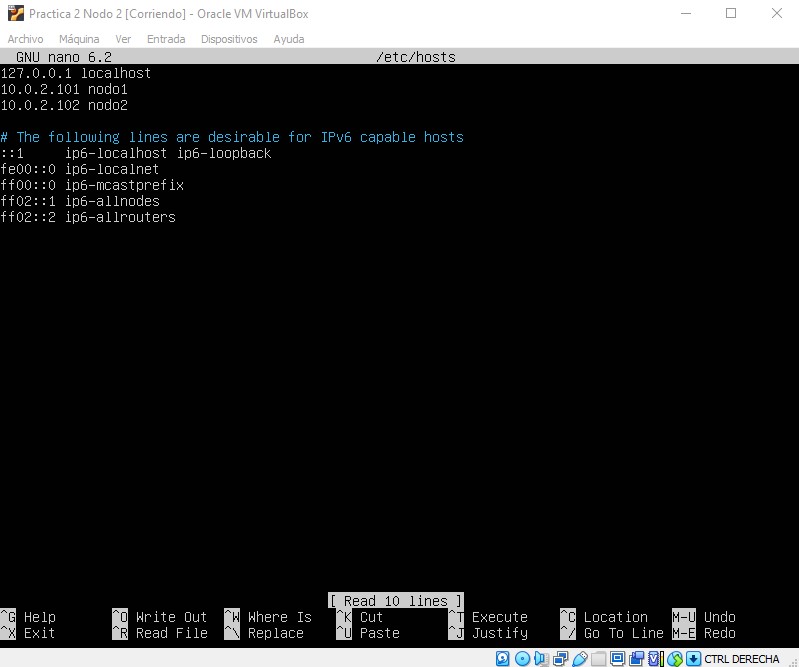 Practica 2 Nodo 2 [Corriendo] - Oracle VM VirtualBox
Archivo Máquina Ver Entrada Dispositivos Ayuda
GNU nano 6.2 /etc/hosts
127.0.0.1 localhost
10.0.2.101 nodo1
10.0.2.102 nodo2
# The following lines are desirable for IPv6 capable hosts
::1 ip6-localhost ip6-loopback
fe00::0 ip6-localnet
ff00::0 ip6-mcastprefix
ff02::1 ip6-allnodes
ff02::2 ip6-allrouters
[ Read 10 lines ]
^G Help ^O Write Out ^W Where Is ^K Cut ^T Execute ^C Location M-U Undo
^X Exit ^R Read File ^\ Replace ^U Paste ^J Justify ^/ Go To Line M-E Redo
CTRL DERECHA